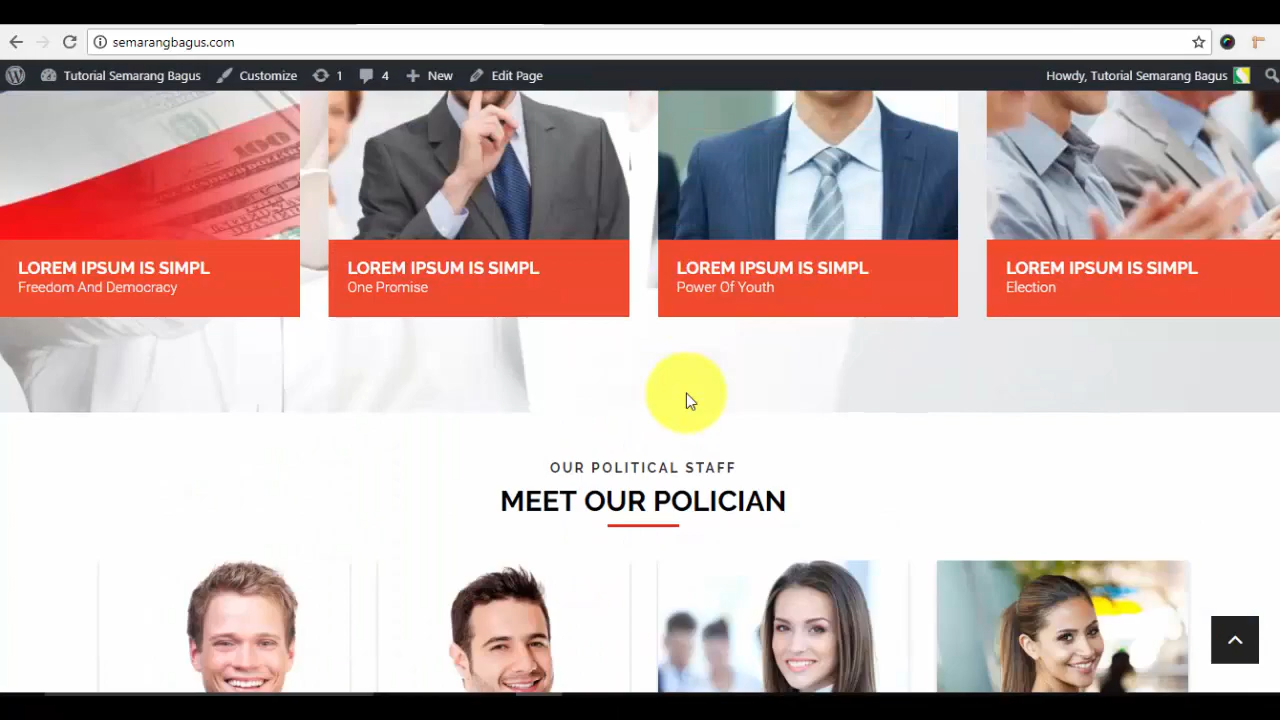 semarangbagus.com
Tutorial Semarang Bagus Customize 1 4 New Edit Page Howdy, Tutorial Semarang Bagus
100
LOREM IPSUM IS SIMPL
Freedom And Democracy
LOREM IPSUM IS SIMPL
One Promise
LOREM IPSUM IS SIMPL
Power Of Youth
LOREM IPSUM IS SIMPL
Election
OUR POLITICAL STAFF
MEET OUR POLICIAN